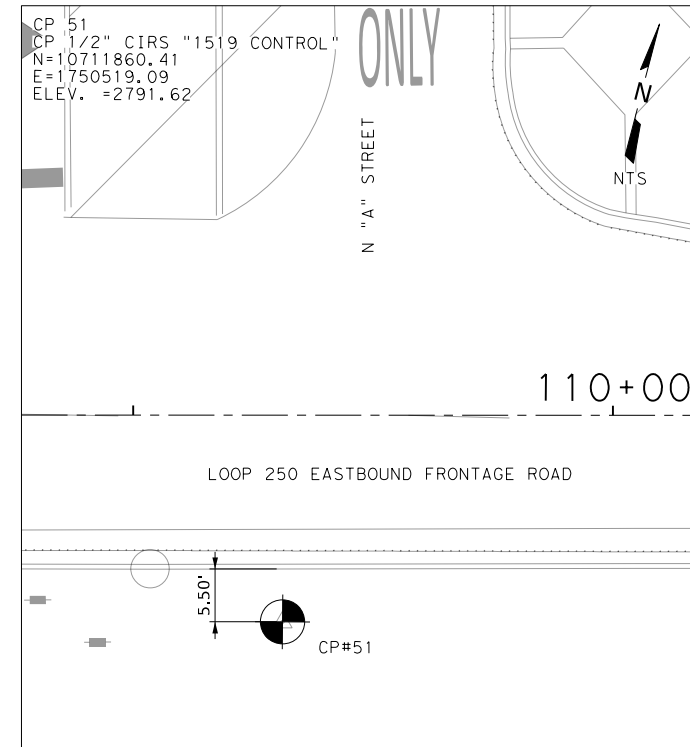 CP 51
CP 1/2" CIRS "1519 CONTROL"
N=10711860.41
E=1750519.09
ELEV. =2791.62
ONLY
N "A" STREET
N
NTS
110+00
LOOP 250 EASTBOUND FRONTAGE ROAD
5.50'
CP#51